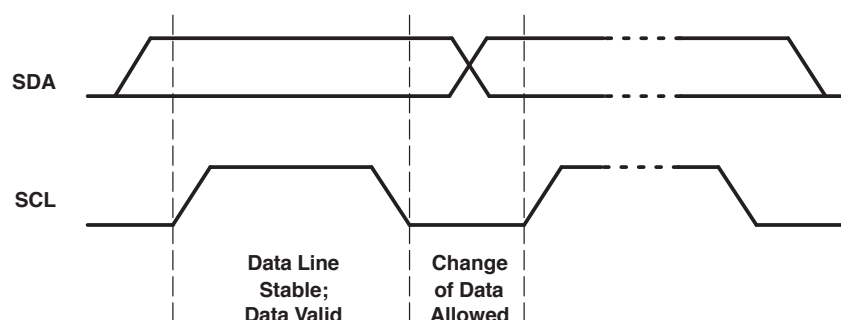 SDA
SCL
Data Line
Stable;
Data Valid
Change
of Data
Allowed